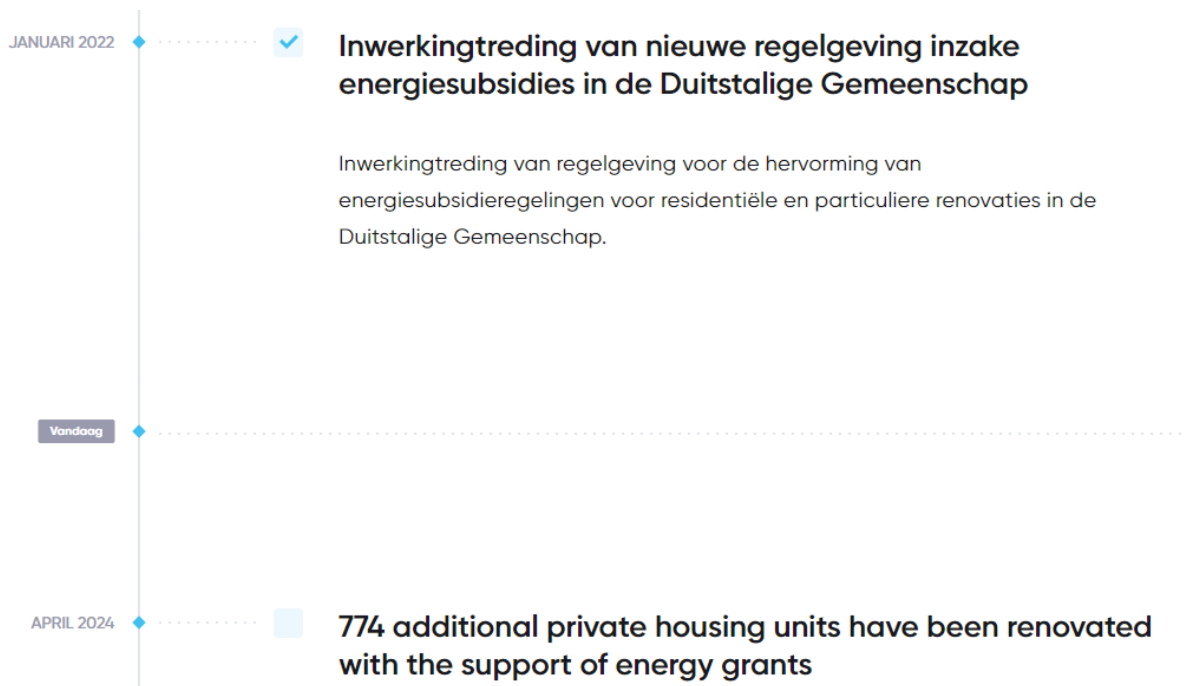 JANUARI 2022
Inwerkingtreding van nieuwe regelgeving inzake
energiesubsidies in de Duitstalige Gemeenschap
Inwerkingtreding van regelgeving voor de hervorming van
energiesubsidieregelingen voor residentiële en particuliere renovaties in de
Duitstalige Gemeenschap.
Vandaag
APRIL 2024
774 additional private housing units have been renovated
with the support of energy grants